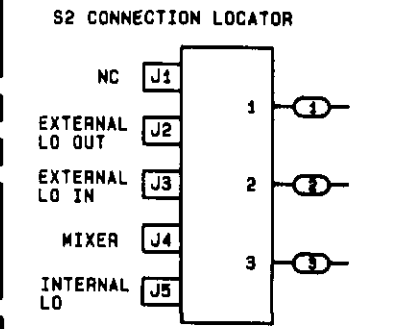 S2 CONNECTION LOCATOR
NC J1
1 1
EXTERNAL
LO OUT J2
EXTERNAL
LO IN J3
2 2
MIXER J4
3 3
INTERNAL
LO J5